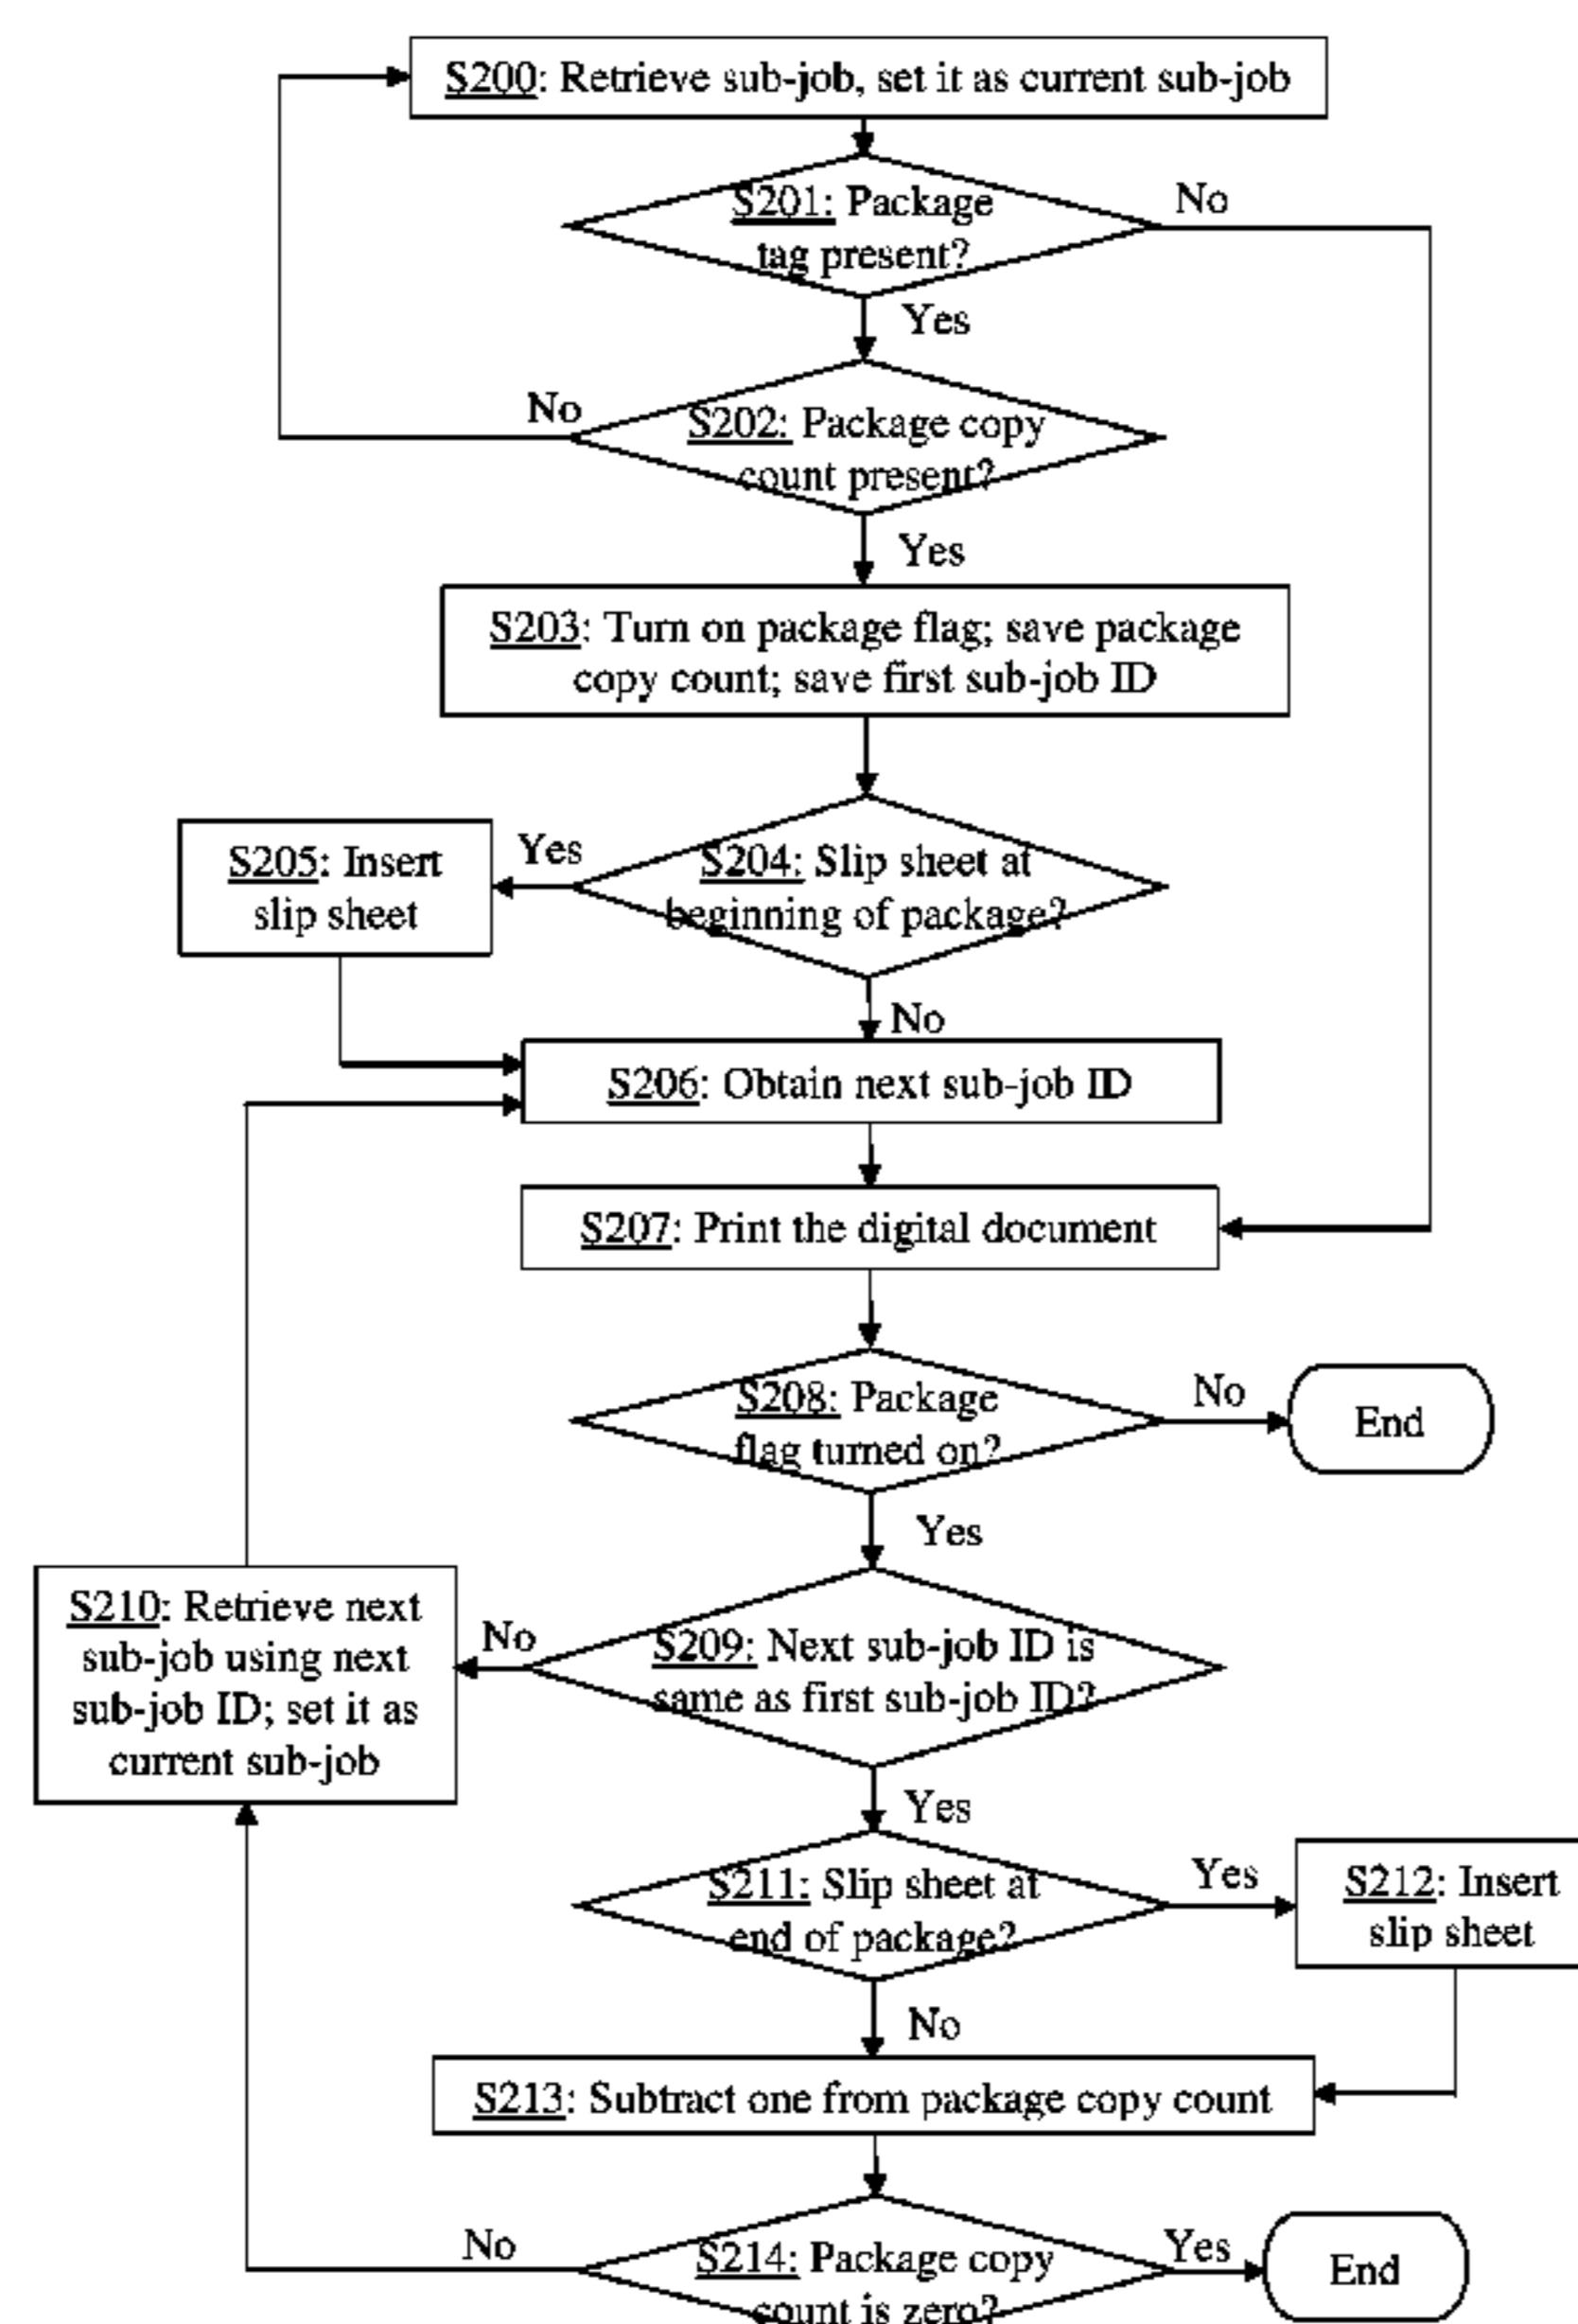 S200: Retrieve sub-job, set it as current sub-job
S201: Package
tag present?
No
Yes
No
S202: Package copy
count present?
Yes
S203: Turn on package flag; save package
copy count; save first sub-job ID
S205: Insert
slip sheet
Yes
S204: Slip sheet at
beginning of package?
No
S206: Obtain next sub-job ID
S207: Print the digital document
S208: Package
flag turned on?
No
End
Yes
S210: Retrieve next
sub-job using next
sub-job ID; set it as
current sub-job
No
S209: Next sub-job ID is
same as first sub-job ID?
Yes
S211: Slip sheet at
end of package?
Yes
S212: Insert
slip sheet
No
S213: Subtract one from package copy count
No
S214: Package copy
count is zero?
Yes
End